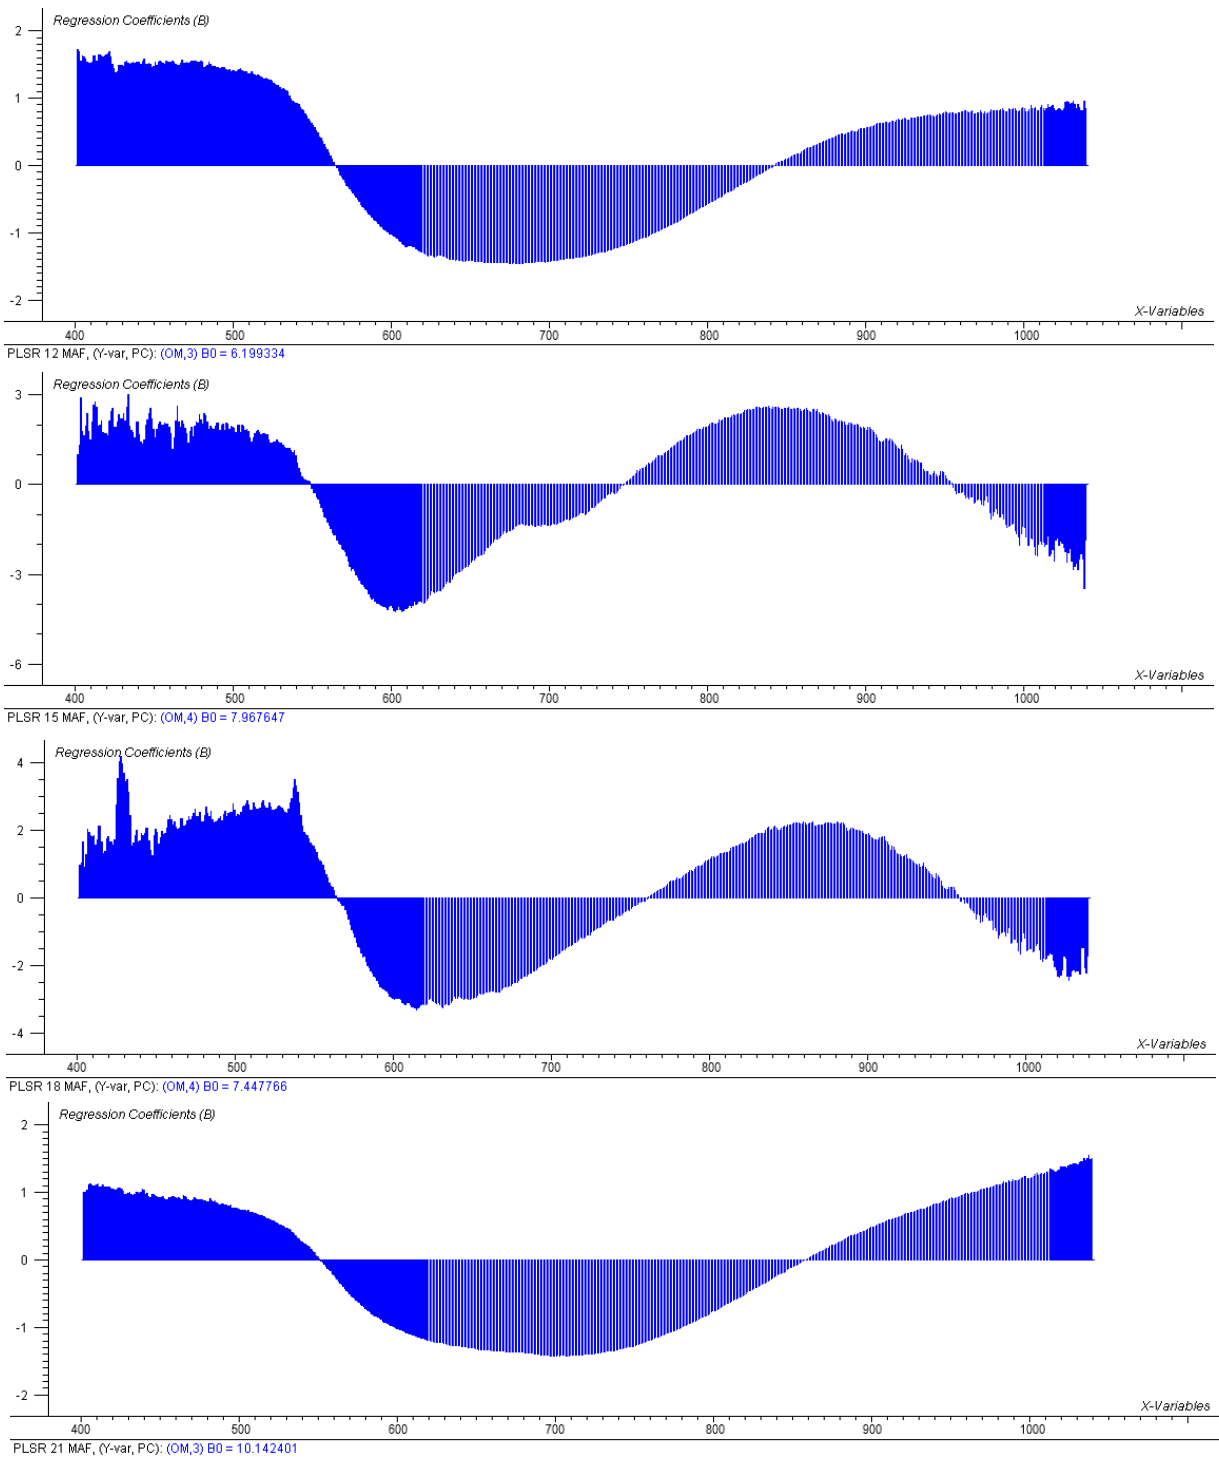 Regression Coefficients (B)
2
1
0
-1
-2
X-Variables
400 500 600 700 800 900 1000
PLSR 12 MAF, (Y-var, PC): (OM,3) B0 = 6.199334
Regression Coefficients (B)
3
0
-3
-6
X-Variables
400 500 600 700 800 900 1000
PLSR 15 MAF, (Y-var, PC): (OM,4) B0 = 7.967647
Regression Coefficients (B)
4
2
0
-2
-4
X-Variables
400 500 600 700 800 900 1000
PLSR 18 MAF, (Y-var, PC): (OM,4) B0 = 7.447766
Regression Coefficients (B)
2
1
0
-1
-2
X-Variables
400 500 600 700 800 900 1000
PLSR 21 MAF, (Y-var, PC): (OM,3) B0 = 10.142401